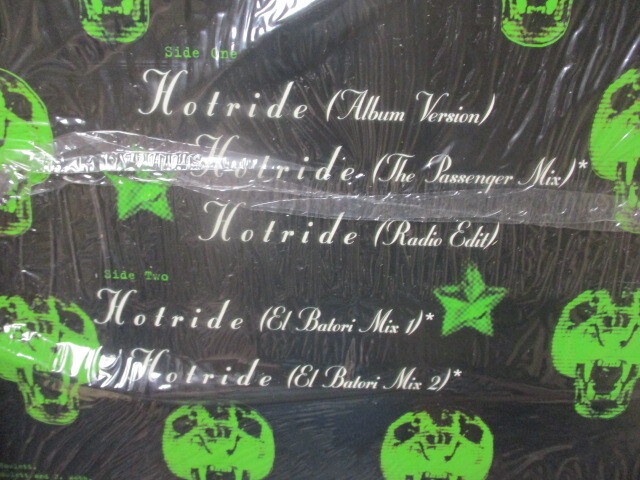 Side One
Hotride (Album Version)
Hotride (The Passenger Mix)*
Hotride (Radio Edit)
Side Two
Hotride (El Batori Mix 1)*
Hotride (El Batori Mix 2)*